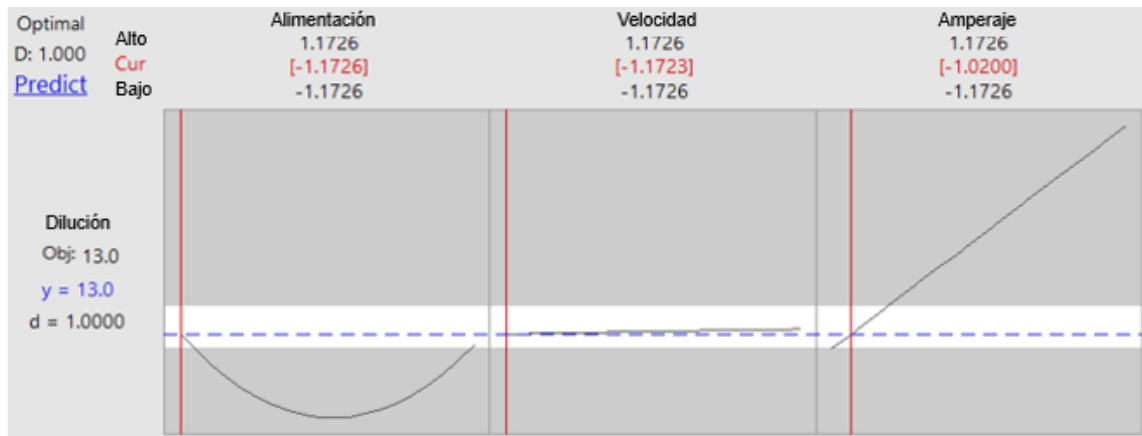 Optimal
D: 1.000
Predict
Alto
Cur
Bajo
Alimentación
1.1726
[-1.1726]
-1.1726
Velocidad
1.1726
[-1.1723]
-1.1726
Amperaje
1.1726
[-1.0200]
-1.1726
Dilución
Obj: 13.0
y = 13.0
d = 1.0000